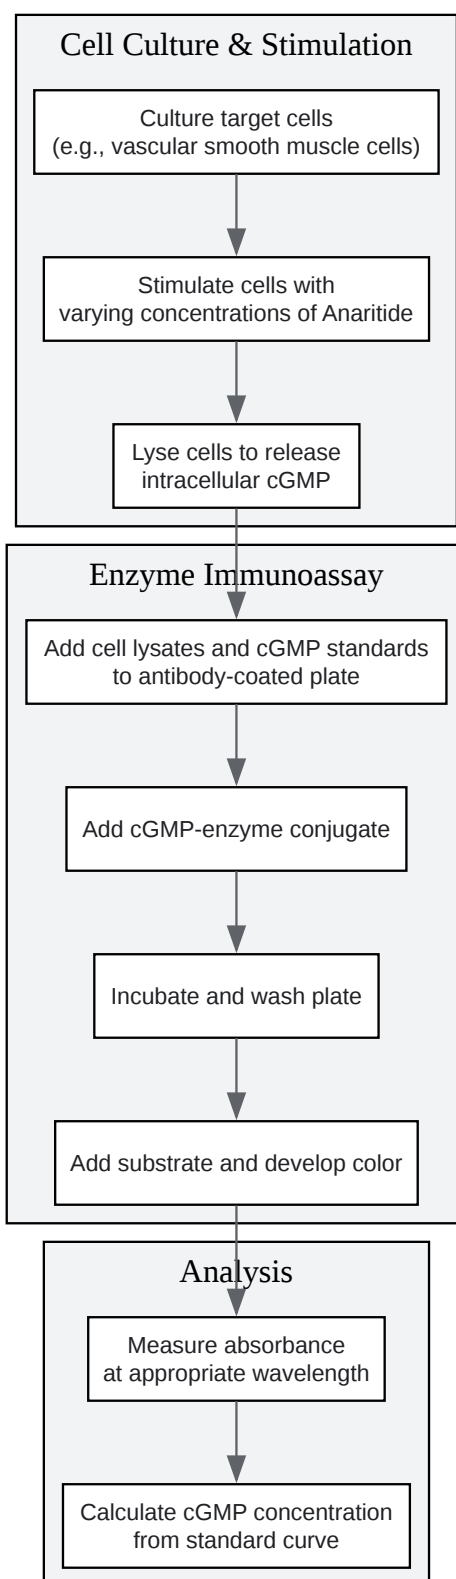 Cell Culture & Stimulation
Culture target cells
(e.g., vascular smooth muscle cells)
Stimulate cells with
varying concentrations of Anaritide
Lyse cells to release
intracellular cGMP
Enzyme Immunoassay
Add cell lysates and cGMP standards
to antibody-coated plate
Add cGMP-enzyme conjugate
Incubate and wash plate
Add substrate and develop color
Analysis
Measure absorbance
at appropriate wavelength
Calculate cGMP concentration
from standard curve